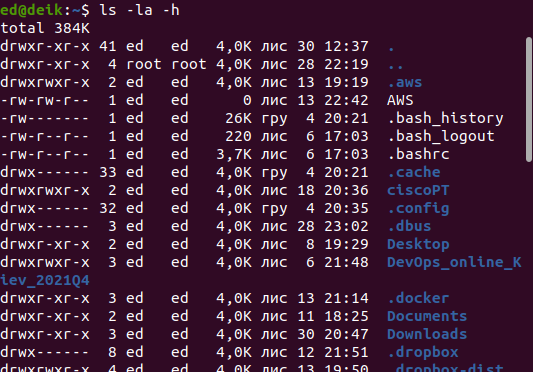 ed@deik:~$ ls -la -h
total 384K
drwxr-xr-x 41 ed   ed   4,0K лис 30 12:37 .
drwxr-xr-x  4 root root 4,0K лис 28 22:19 ..
drwxrwxr-x  2 ed   ed   4,0K лис 13 19:19 .aws
-rw-rw-r--  1 ed   ed      0 лис 13 22:42 AWS
-rw-------  1 ed   ed    26K гру  4 20:21 .bash_history
-rw-r--r--  1 ed   ed    220 лис  6 17:03 .bash_logout
-rw-r--r--  1 ed   ed   3,7K лис  6 17:03 .bashrc
drwx------ 33 ed   ed   4,0K гру  4 20:21 .cache
drwxrwxr-x  2 ed   ed   4,0K лис 18 20:36 ciscoPT
drwx------ 32 ed   ed   4,0K гру  4 20:35 .config
drwx------  3 ed   ed   4,0K лис 28 23:02 .dbus
drwxr-xr-x  2 ed   ed   4,0K лис  8 19:29 Desktop
drwxrwxr-x  3 ed   ed   4,0K лис  6 21:48 DevOps_online_K
iev_2021Q4
drwxr-xr-x  3 ed   ed   4,0K лис 13 21:14 .docker
drwxr-xr-x  2 ed   ed   4,0K лис 11 18:25 Documents
drwxr-xr-x  3 ed   ed   4,0K лис 30 20:47 Downloads
drwx------  8 ed   ed   4,0K лис 12 21:51 .dropbox
drwxrwxr-x  4 ed   ed   4,0K лис 13 19:50 .dropbox-dist